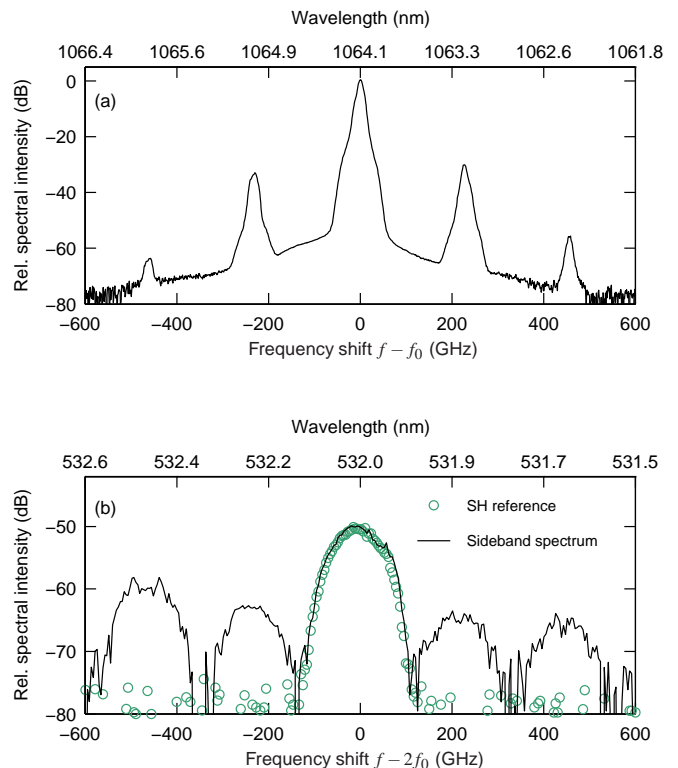 Wavelength (nm)
1066.4 1065.6 1064.9 1064.1 1063.3 1062.6 1061.8
(a)
Rel. spectral intensity (dB)
0
−20
−40
−60
−80
−600 −400 −200 0 200 400 600
Frequency shift f − f0 (GHz)
Wavelength (nm)
532.6 532.4 532.2 532.0 531.9 531.7 531.5
(b)
SH reference
Sideband spectrum
Rel. spectral intensity (dB)
−50
−60
−70
−80
−600 −400 −200 0 200 400 600
Frequency shift f − 2f0 (GHz)